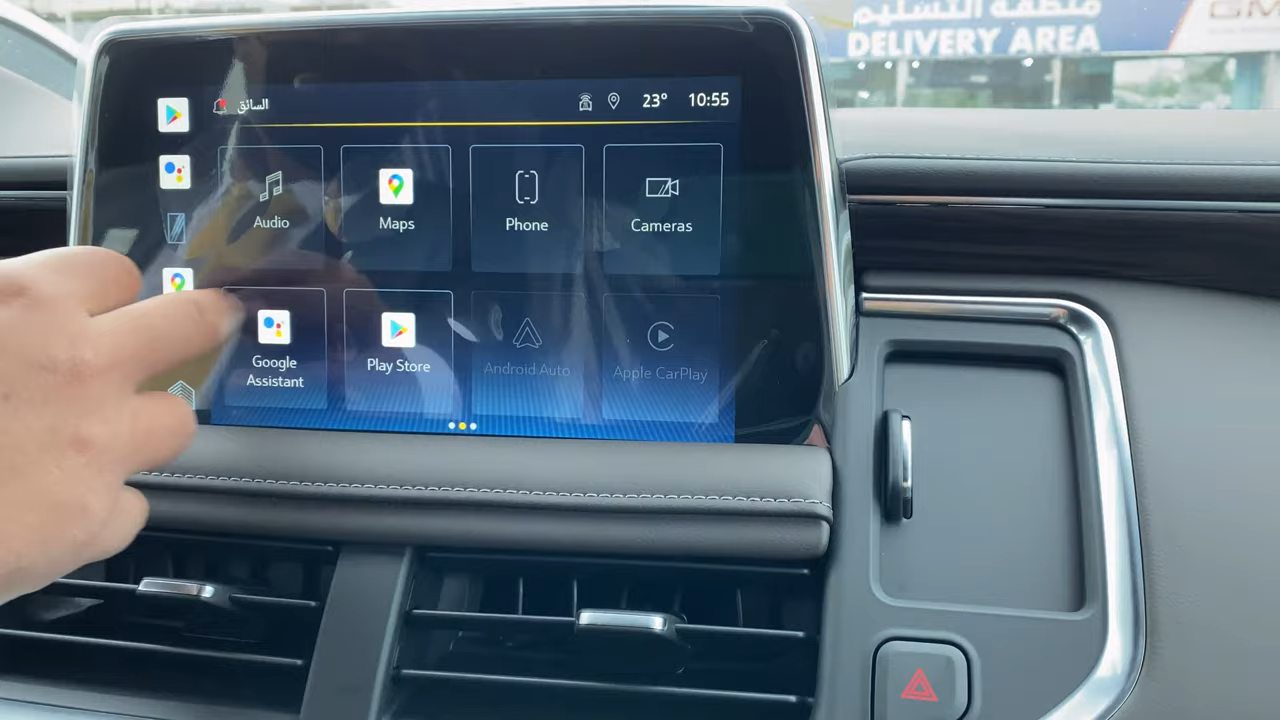 منطقة التسليم
DELIVERY AREA
GM
السائق
23° 10:55
Audio
Maps
Phone
Cameras
Google
Assistant
Play Store
Android Auto
Apple CarPlay